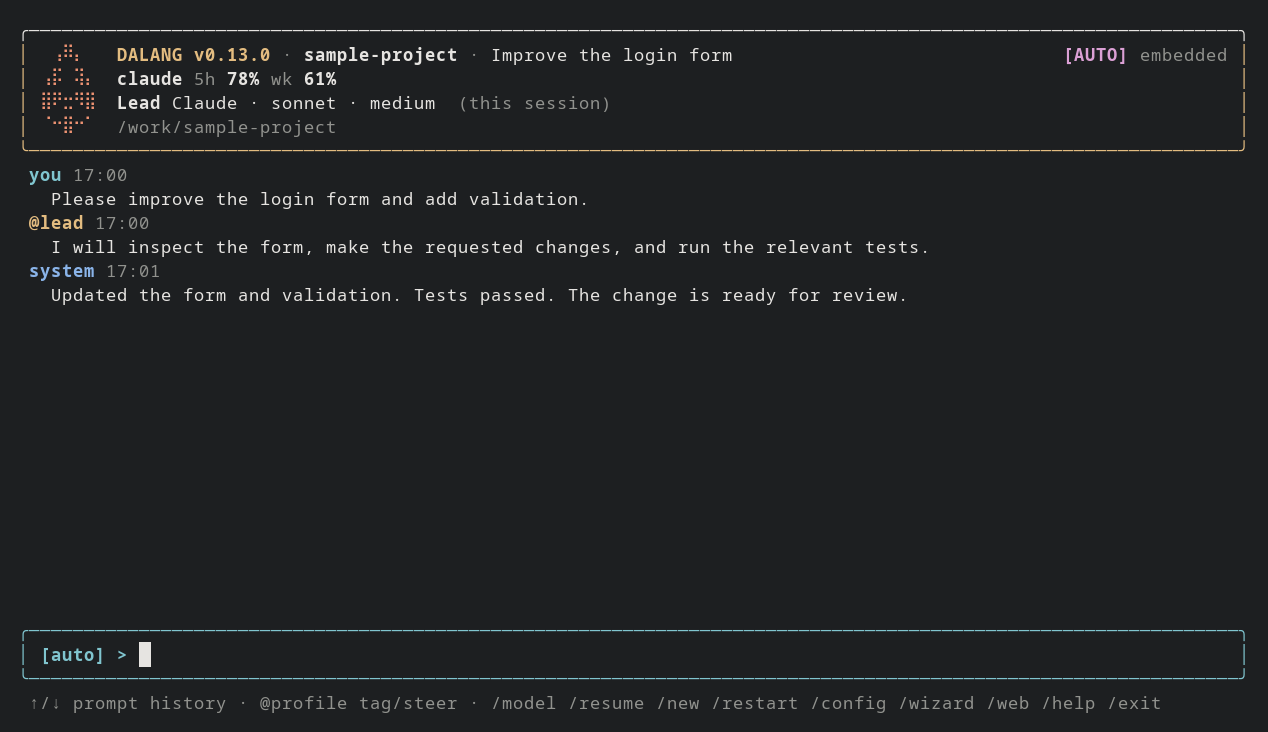 DALANG v0.13.0 · sample-project · Improve the login form [AUTO] embedded
claude 5h 78% wk 61%
Lead Claude · sonnet · medium (this session)
/work/sample-project
you 17:00
Please improve the login form and add validation.
@lead 17:00
I will inspect the form, make the requested changes, and run the relevant tests.
system 17:01
Updated the form and validation. Tests passed. The change is ready for review.
[auto] >
↑/↓ prompt history · @profile tag/steer · /model /resume /new /restart /config /wizard /web /help /exit